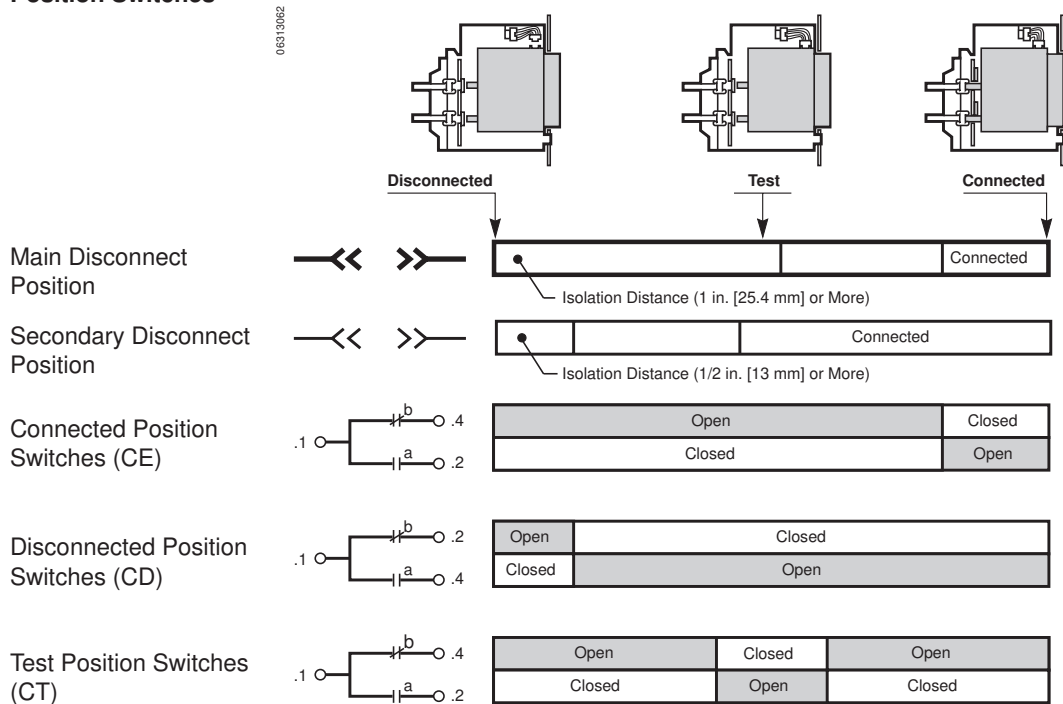 Position Switches
06313062
Disconnected
Test
Connected
Main Disconnect
Position
Connected
Isolation Distance (1 in. [25.4 mm] or More)
Secondary Disconnect
Position
Connected
Isolation Distance (1/2 in. [13 mm] or More)
Connected Position
Switches (CE)
.1
b
.4
a
.2
Open
Closed
Closed
Open
Disconnected Position
Switches (CD)
.1
b
.2
a
.4
Open
Closed
Closed
Open
Test Position Switches
(CT)
.1
b
.4
a
.2
Open
Closed
Open
Closed
Open
Closed